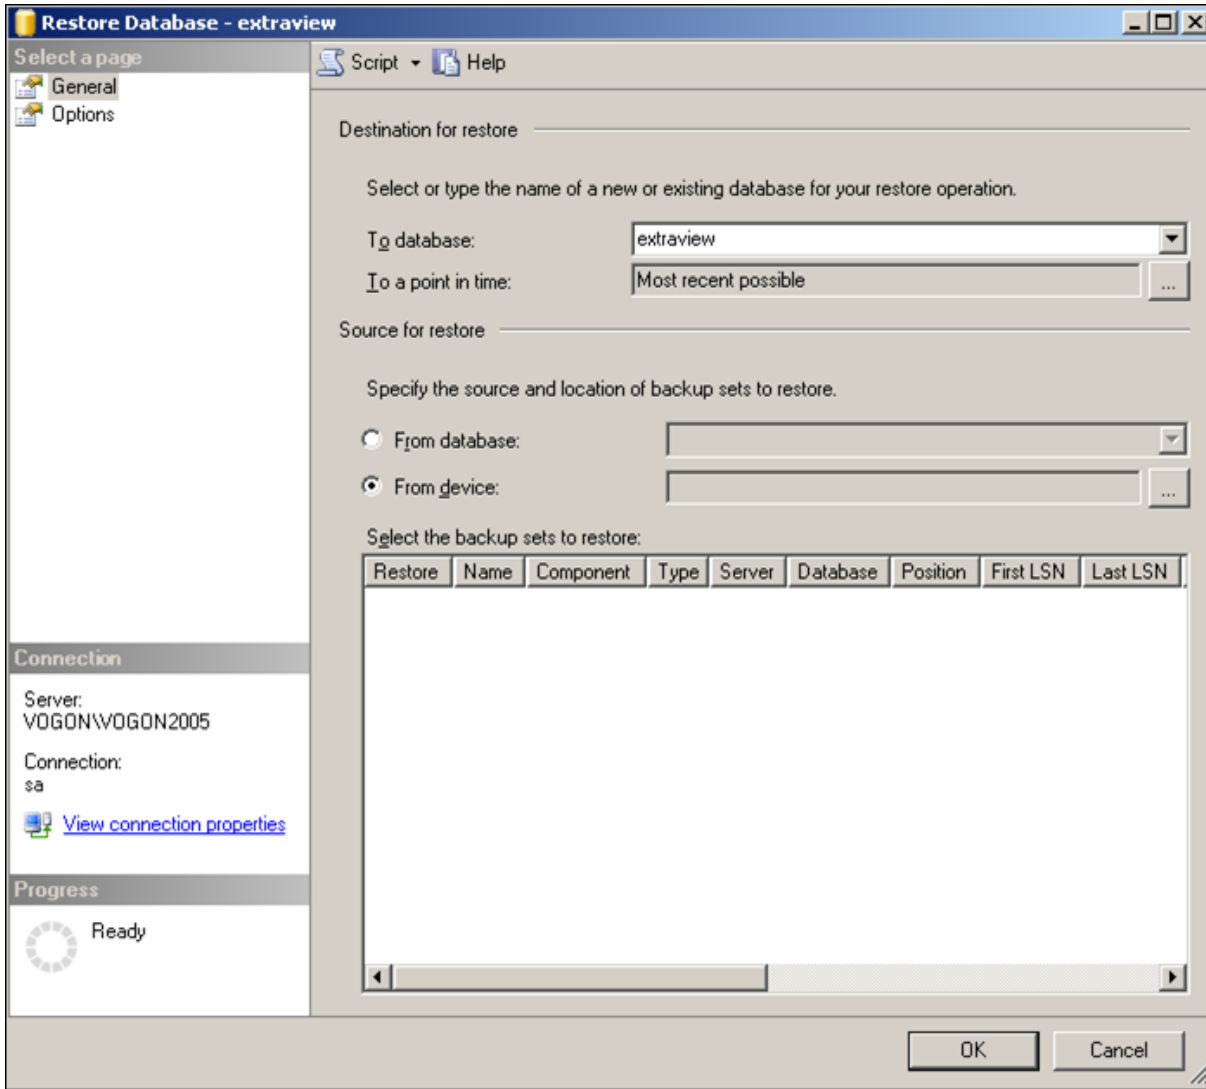 Restore Database - extraview
Select a page
General
Options
Script Help
Destination for restore
Select or type the name of a new or existing database for your restore operation.
To database: extraview
To a point in time: Most recent possible ...
Source for restore
Specify the source and location of backup sets to restore.
From database:
From device: ...
Select the backup sets to restore:
Restore Name Component Type Server Database Position First LSN Last LSN
Connection
Server:
VOGON\VOGON2005
Connection:
sa
View connection properties
Progress
Ready
OK Cancel